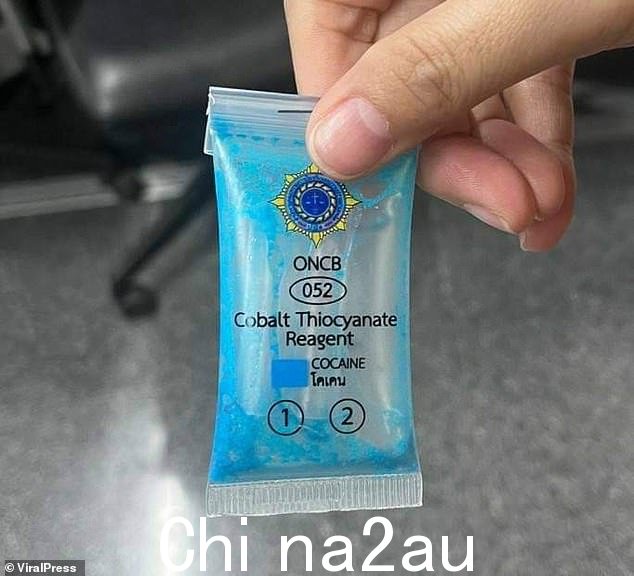 ONCB
052
Cobalt Thiocyanate
Reagent
COCAINE
โคเคน
1 2
Chi na2au
© ViralPress